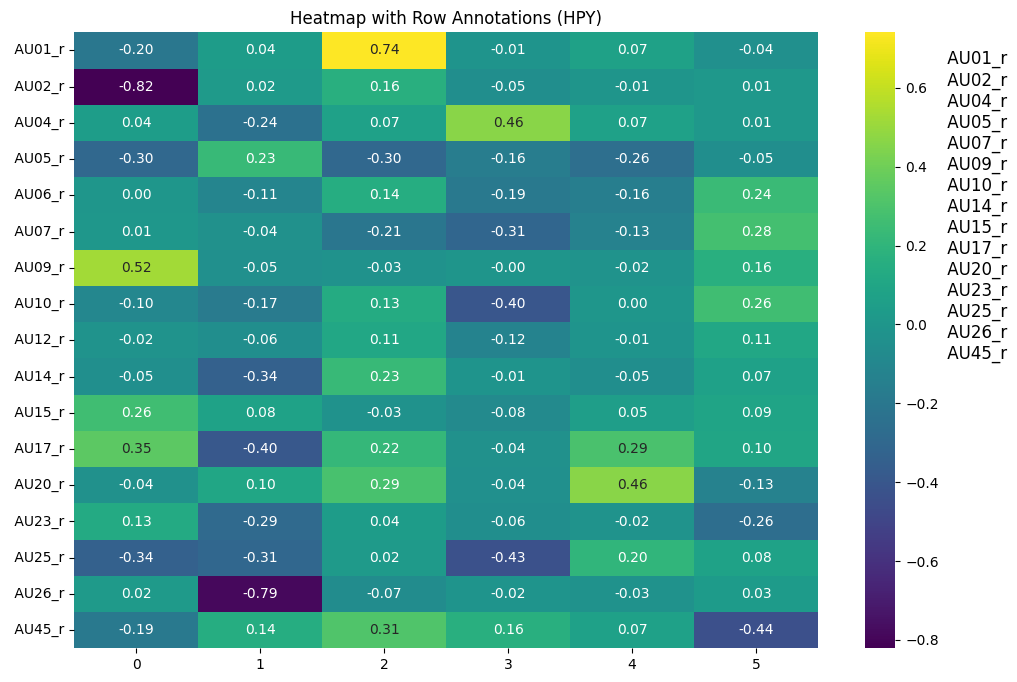 Heatmap with Row Annotations (HPY)
AU01_r -0.20 0.04 0.74 -0.01 0.07 -0.04
AU02_r -0.82 0.02 0.16 -0.05 -0.01 0.01
AU04_r 0.04 -0.24 0.07 0.46 0.07 0.01
AU05_r -0.30 0.23 -0.30 -0.16 -0.26 -0.05
AU06_r 0.00 -0.11 0.14 -0.19 -0.16 0.24
AU07_r 0.01 -0.04 -0.21 -0.31 -0.13 0.28
AU09_r 0.52 -0.05 -0.03 -0.00 -0.02 0.16
AU10_r -0.10 -0.17 0.13 -0.40 0.00 0.26
AU12_r -0.02 -0.06 0.11 -0.12 -0.01 0.11
AU14_r -0.05 -0.34 0.23 -0.01 -0.05 0.07
AU15_r 0.26 0.08 -0.03 -0.08 0.05 0.09
AU17_r 0.35 -0.40 0.22 -0.04 0.29 0.10
AU20_r -0.04 0.10 0.29 -0.04 0.46 -0.13
AU23_r 0.13 -0.29 0.04 -0.06 -0.02 -0.26
AU25_r -0.34 -0.31 0.02 -0.43 0.20 0.08
AU26_r 0.02 -0.79 -0.07 -0.02 -0.03 0.03
AU45_r -0.19 0.14 0.31 0.16 0.07 -0.44
0 1 2 3 4 5
0.6
0.4
0.2
0.0
−0.2
−0.4
−0.6
−0.8
AU01_r
AU02_r
AU04_r
AU05_r
AU07_r
AU09_r
AU10_r
AU14_r
AU15_r
AU17_r
AU20_r
AU23_r
AU25_r
AU26_r
AU45_r